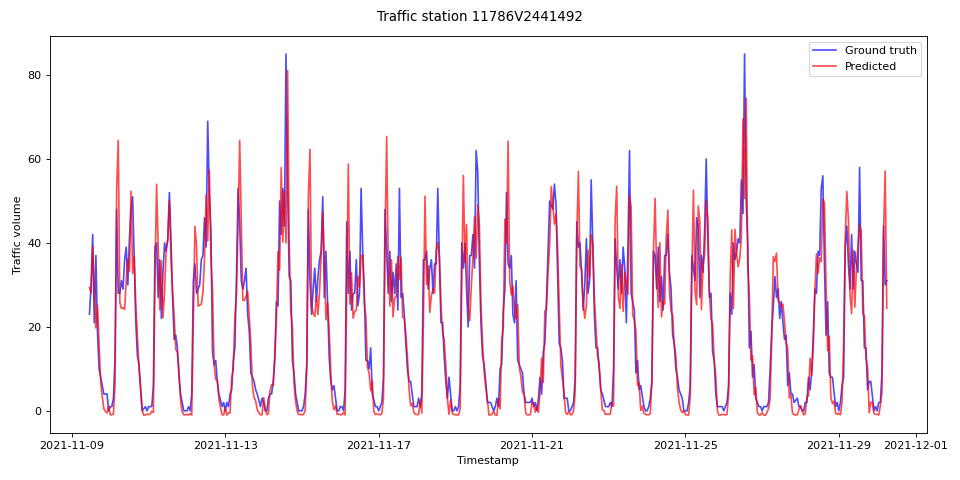 Traffic station 11786V2441492
Ground truth
Predicted
Traffic volume
80
60
40
20
0
2021-11-09
2021-11-13
2021-11-17
2021-11-21
2021-11-25
2021-11-29
2021-12-01
Timestamp